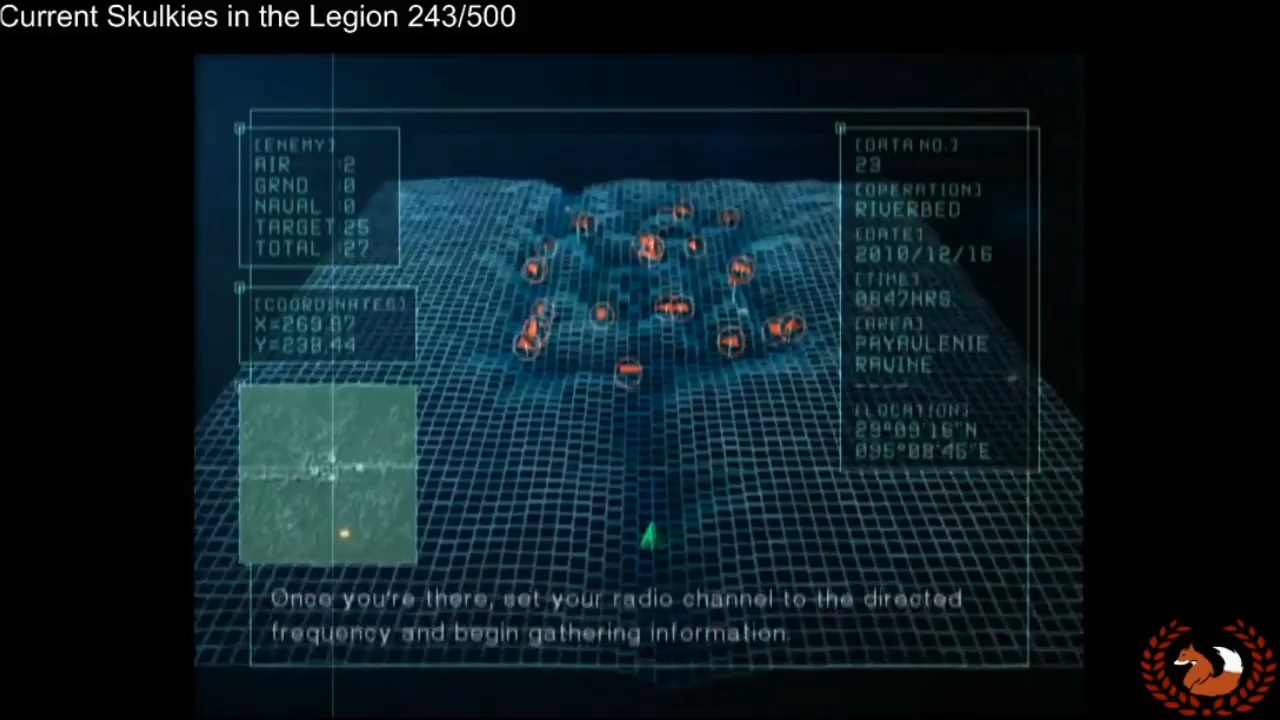 Current Skulkies in the Legion 243/500
[ENEMY]
AIR :2
GRND :0
NAVAL :0
TARGET:25
TOTAL :27
[COORDINATES]
X=269.87
Y=238.44
[DATA NO.]
23
[OPERATION]
RIVERBED
[DATE]
2010/12/16
[TIME]
0847HRS.
[AREA]
PAYAVLENIE
RAVINE
----
[LOCATION]
29°09'16"N
095°08'46"E
Once you're there, set your radio channel to the directed
frequency and begin gathering information.